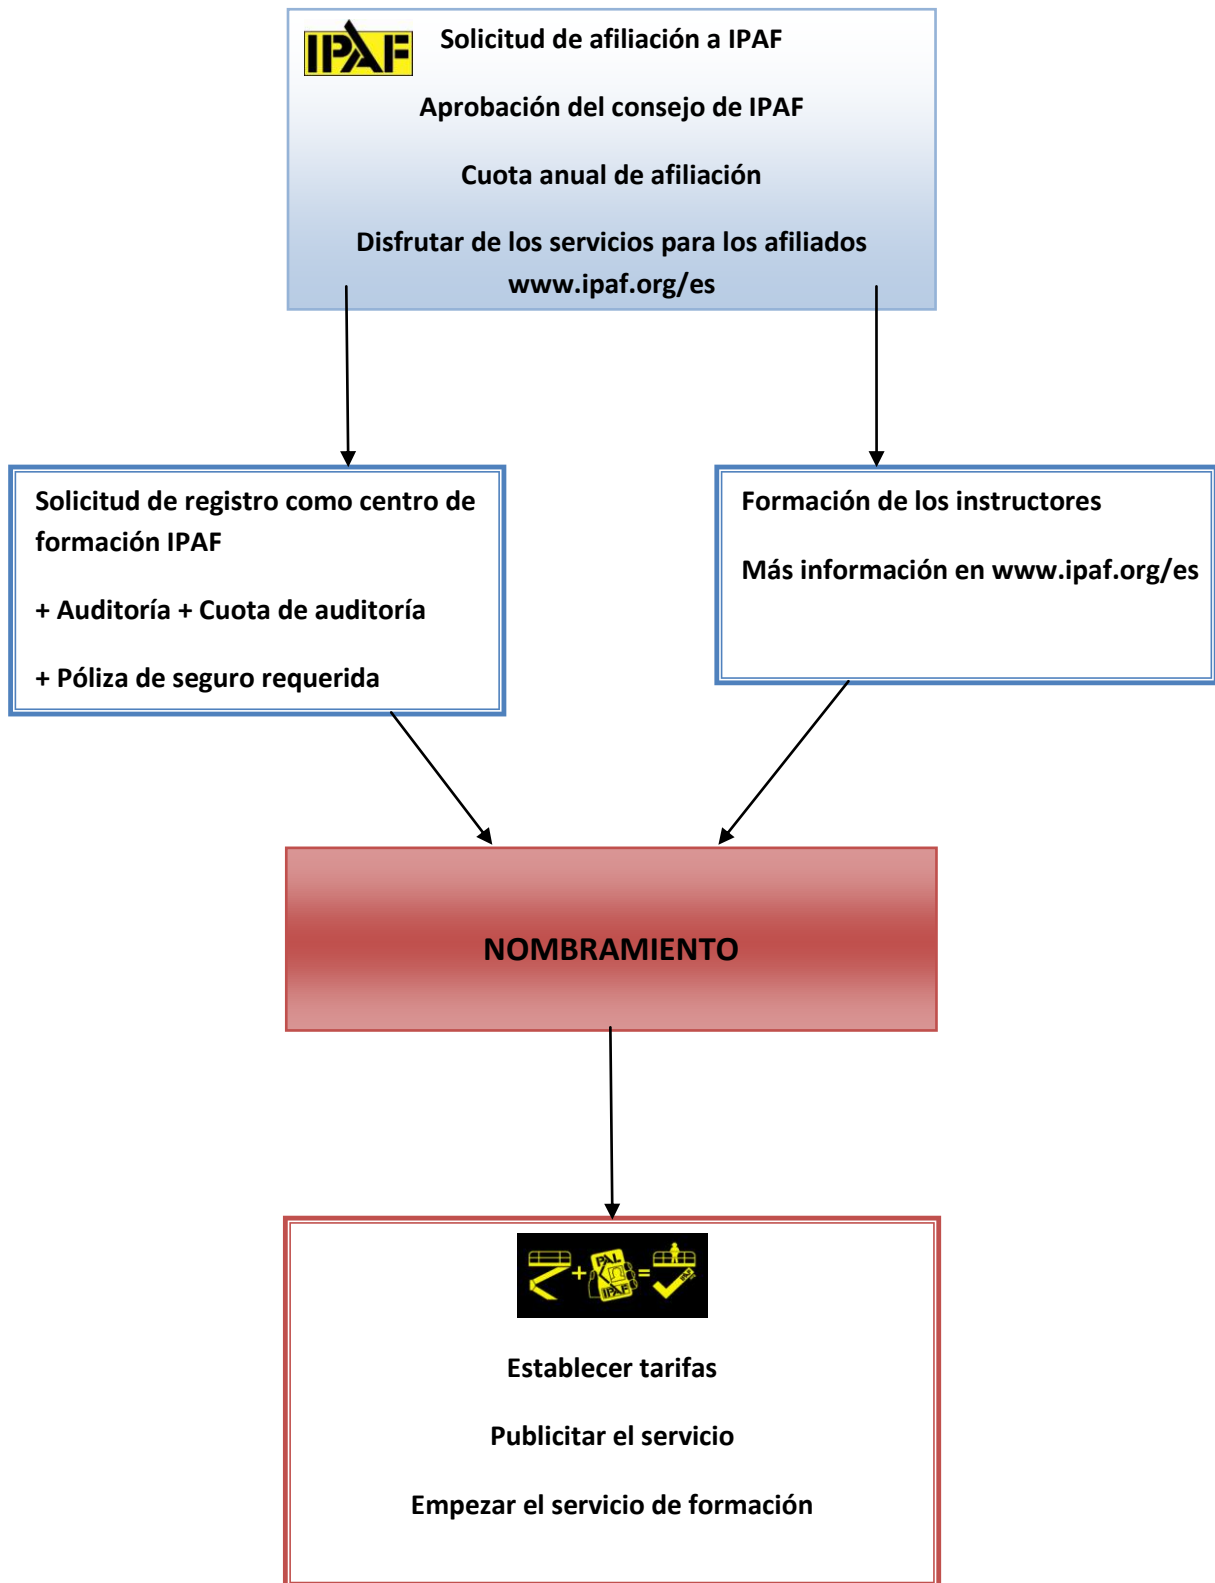 IPAF
Solicitud de afiliación a IPAF
Aprobación del consejo de IPAF
Cuota anual de afiliación
Disfrutar de los servicios para los afiliados
www.ipaf.org/es
Solicitud de registro como centro de
formación IPAF
+ Auditoría + Cuota de auditoría
+ Póliza de seguro requerida
Formación de los instructores
Más información en www.ipaf.org/es
NOMBRAMIENTO
+ PAL IPAF =
Establecer tarifas
Publicitar el servicio
Empezar el servicio de formación